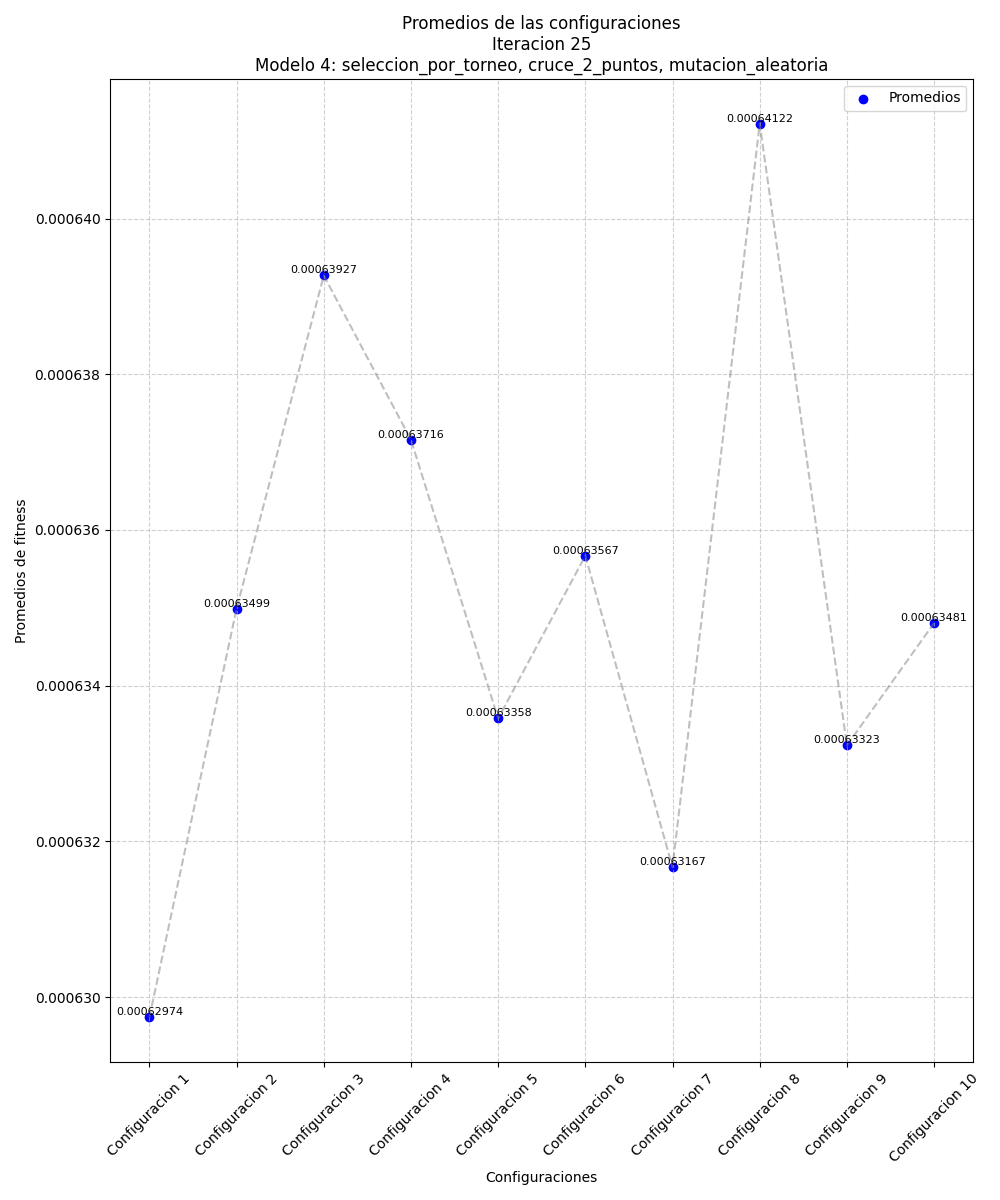 Promedios de las configuraciones
Iteracion 25
Modelo 4: seleccion_por_torneo, cruce_2_puntos, mutacion_aleatoria
Promedios
0.00064122
0.000640
0.00063927
0.000638
0.00063716
0.000636
0.00063567
0.00063499
0.00063481
0.000634
0.00063358
0.00063323
0.000632
0.00063167
0.000630
0.00062974
Promedios de fitness
Configuracion 1
Configuracion 2
Configuracion 3
Configuracion 4
Configuracion 5
Configuracion 6
Configuracion 7
Configuracion 8
Configuracion 9
Configuracion 10
Configuraciones